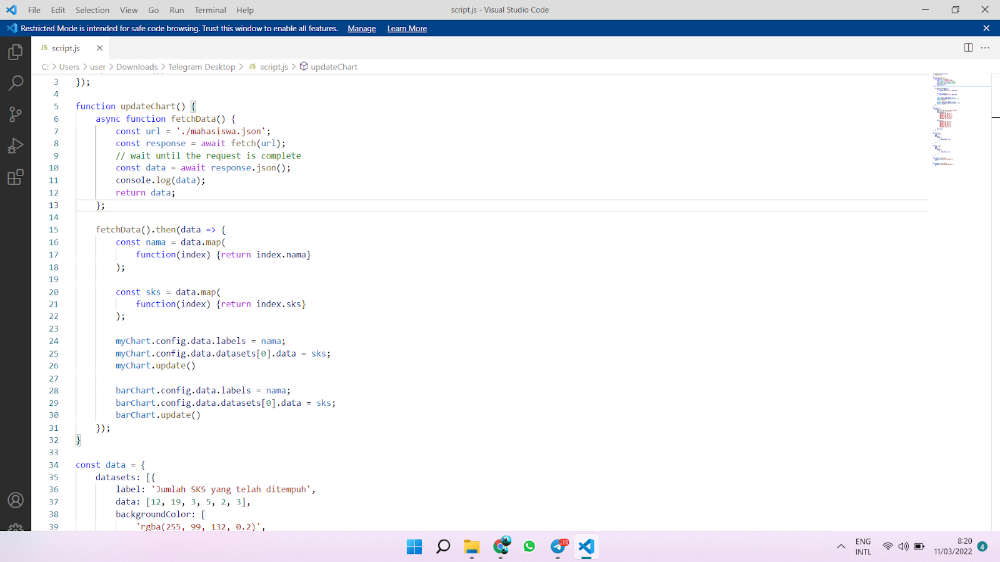 File Edit Selection View Go Run Terminal Help
script.js - Visual Studio Code
Restricted Mode is intended for safe code browsing. Trust this window to enable all features. Manage Learn More
JS script.js
C: > Users > user > Downloads > Telegram Desktop > JS script.js > updateChart
3 });
4
5 function updateChart() {
6 async function fetchData() {
7 const url = './mahasiswa.json';
8 const response = await fetch(url);
9 // wait until the request is complete
10 const data = await response.json();
11 console.log(data);
12 return data;
13 };
14
15 fetchData().then(data => {
16 const nama = data.map(
17 function(index) {return index.nama}
18 );
19
20 const sks = data.map(
21 function(index) {return index.sks}
22 );
23
24 myChart.config.data.labels = nama;
25 myChart.config.data.datasets[0].data = sks;
26 myChart.update()
27
28 barChart.config.data.labels = nama;
29 barChart.config.data.datasets[0].data = sks;
30 barChart.update()
31 });
32 }
33
34 const data = {
35 datasets: [{
36 label: 'Jumlah SKS yang telah ditempuh',
37 data: [12, 19, 3, 5, 2, 3],
38 backgroundColor: [
39 'rgba(255, 99, 132, 0.2)',
15
ENG
INTL
8:20
11/03/2022
4